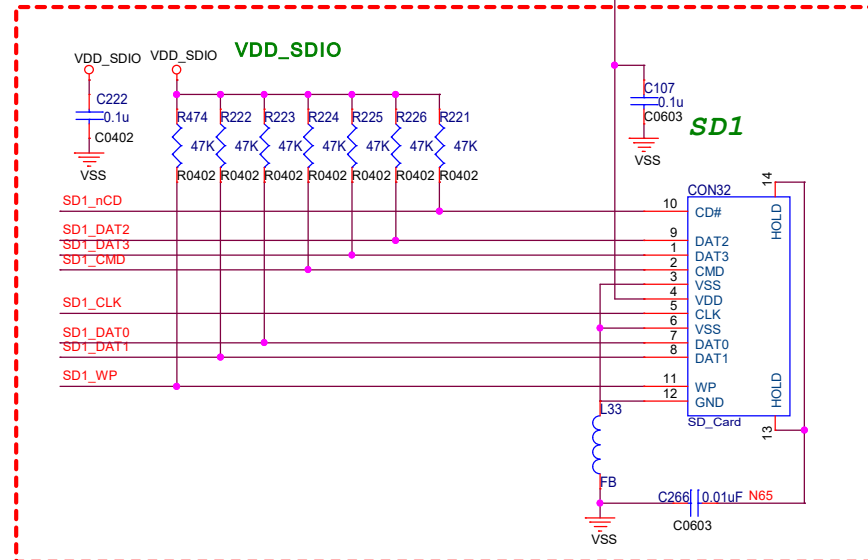 VDD_SDIO
VDD_SDIO
VDD_SDIO
C222
0.1u
C0402
VSS
R474 R222 R223 R224 R225 R226 R221
47K 47K 47K 47K 47K 47K 47K
R0402 R0402 R0402 R0402 R0402 R0402 R0402
C107
0.1u
C0603
VSS
SD1
CON32
14
HOLD
SD1_nCD 10 CD#
SD1_DAT2 9 DAT2
SD1_DAT3 1 DAT3
SD1_CMD 2 CMD
3 VSS
4 VDD
SD1_CLK 5 CLK
6 VSS
SD1_DAT0 7 DAT0
SD1_DAT1 8 DAT1
SD1_WP 11 WP
12 GND
HOLD
13
SD_Card
L33
FB
VSS
C266 0.01uF N65
C0603